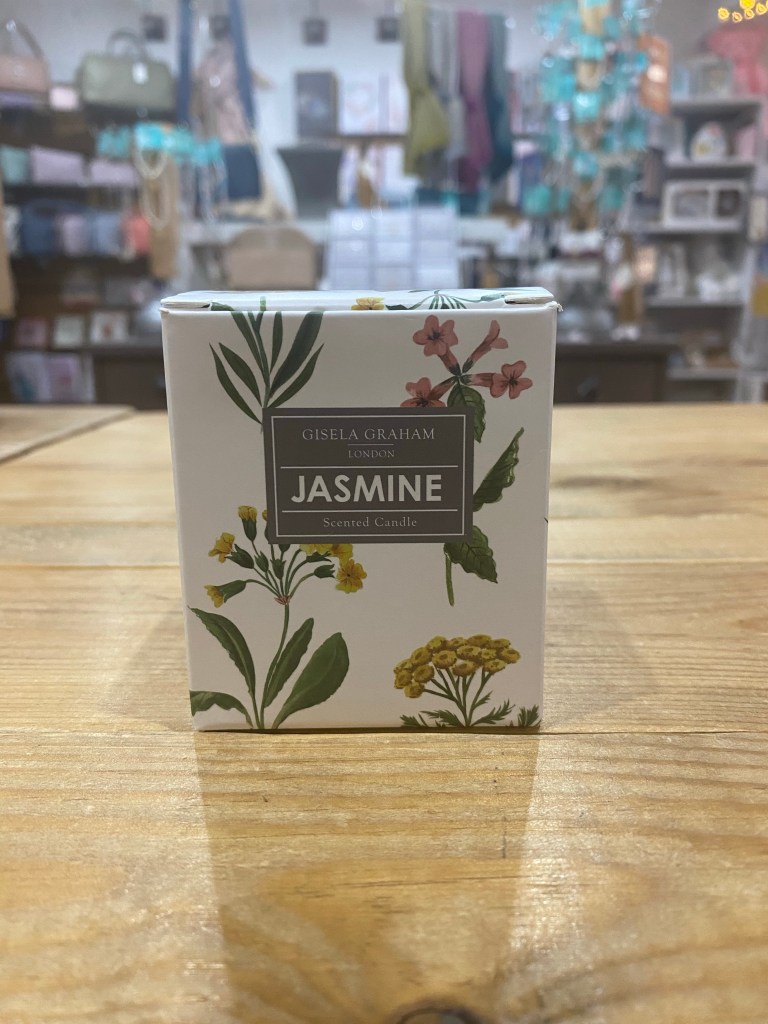 GISELA GRAHAM
LONDON
JASMINE
Scented Candle